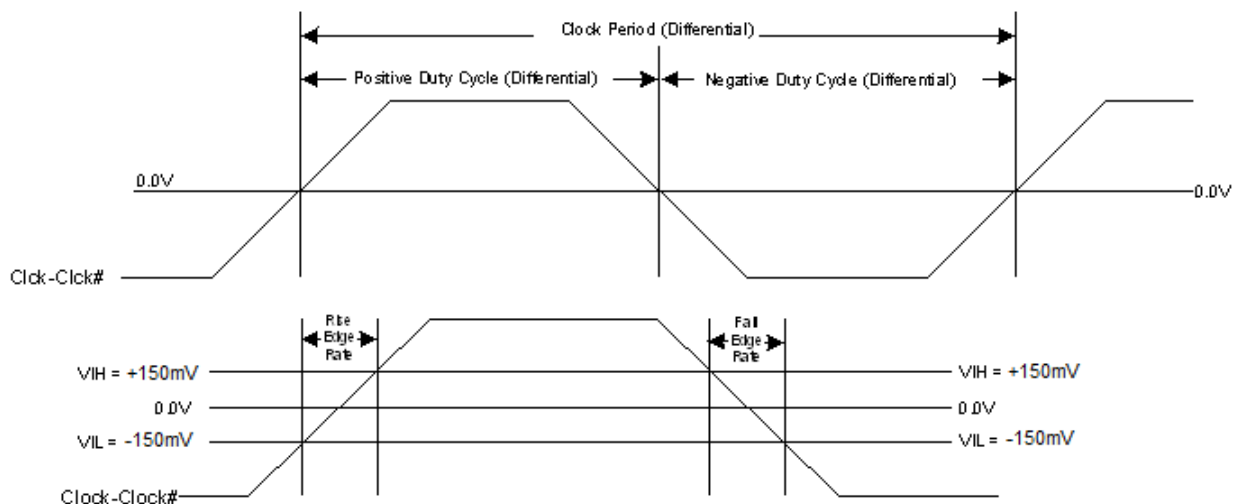 Clock Period (Differential)
Positive Duty Cycle (Differential)
Negative Duty Cycle (Differential)
0.0V
0.0V
Clck-Clck#
Rise
Edge
Rate
Fall
Edge
Rate
VIH = +150mV
VIH = +150mV
0.0V
0.0V
VIL = -150mV
VIL = -150mV
Clock-Clock#